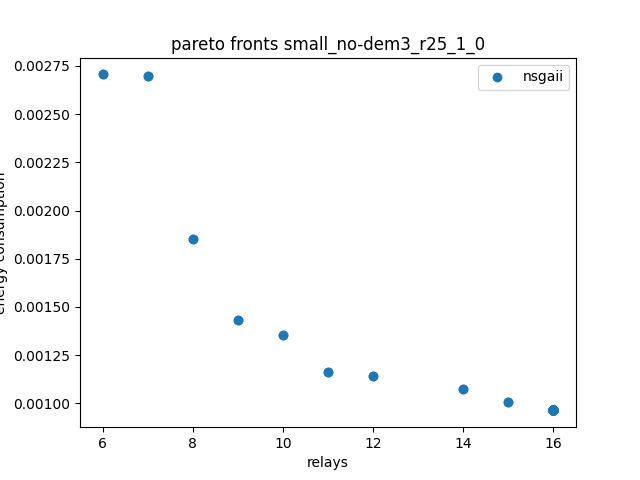 pareto fronts small_no-dem3_r25_1_0
nsgaii
0.00275
0.00250
0.00225
0.00200
0.00175
0.00150
0.00125
0.00100
energy consumption
6 8 10 12 14 16
relays